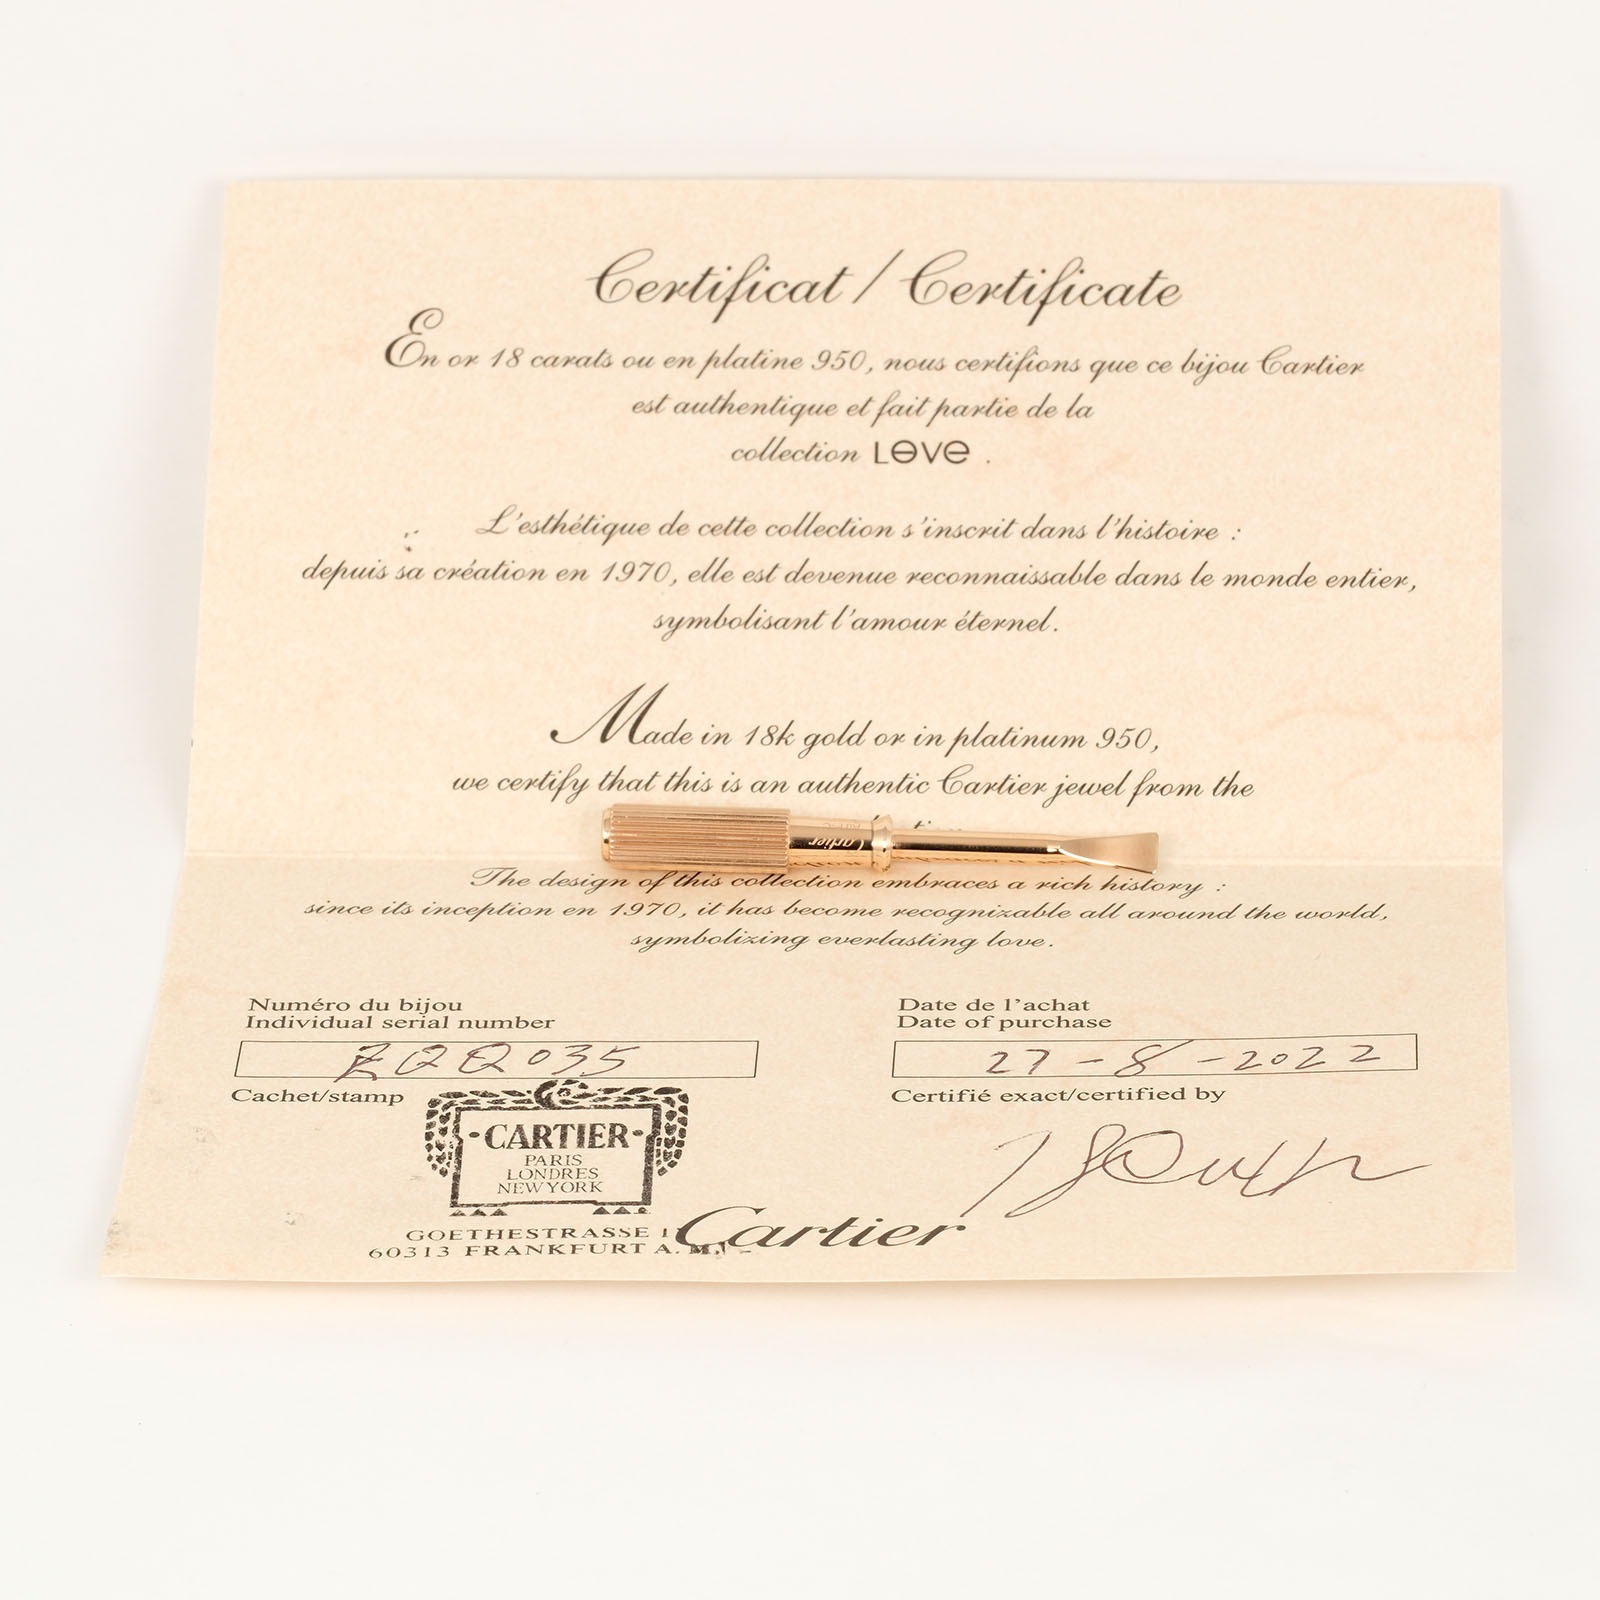 Certificat / Certificate
En or 18 carats ou en platine 950, nous certifions que ce bijou Cartier
est authentique et fait partie de la
collection LOVE .
L'esthétique de cette collection s'inscrit dans l'histoire :
depuis sa création en 1970, elle est devenue reconnaissable dans le monde entier,
symbolisant l'amour éternel.
Made in 18k gold or in platinum 950,
we certify that this is an authentic Cartier jewel from the
Cartier
The design of this collection embraces a rich history :
since its inception en 1970, it has become recognizable all around the world,
symbolizing everlasting love.
Numéro du bijou
Individual serial number
ZQQ035
Date de l'achat
Date of purchase
27-8-2022
Cachet/stamp
CARTIER
PARIS
LONDRES
NEW YORK
GOETHESTRASSE
60313 FRANKFURT A. M.
Certifié exact/certified by
Cartier